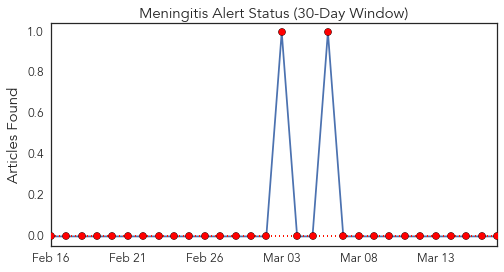 Meningitis Alert Status (30-Day Window)
Articles Found
1.0
0.8
0.6
0.4
0.2
0.0
Feb 16 Feb 21 Feb 26 Mar 03 Mar 08 Mar 13